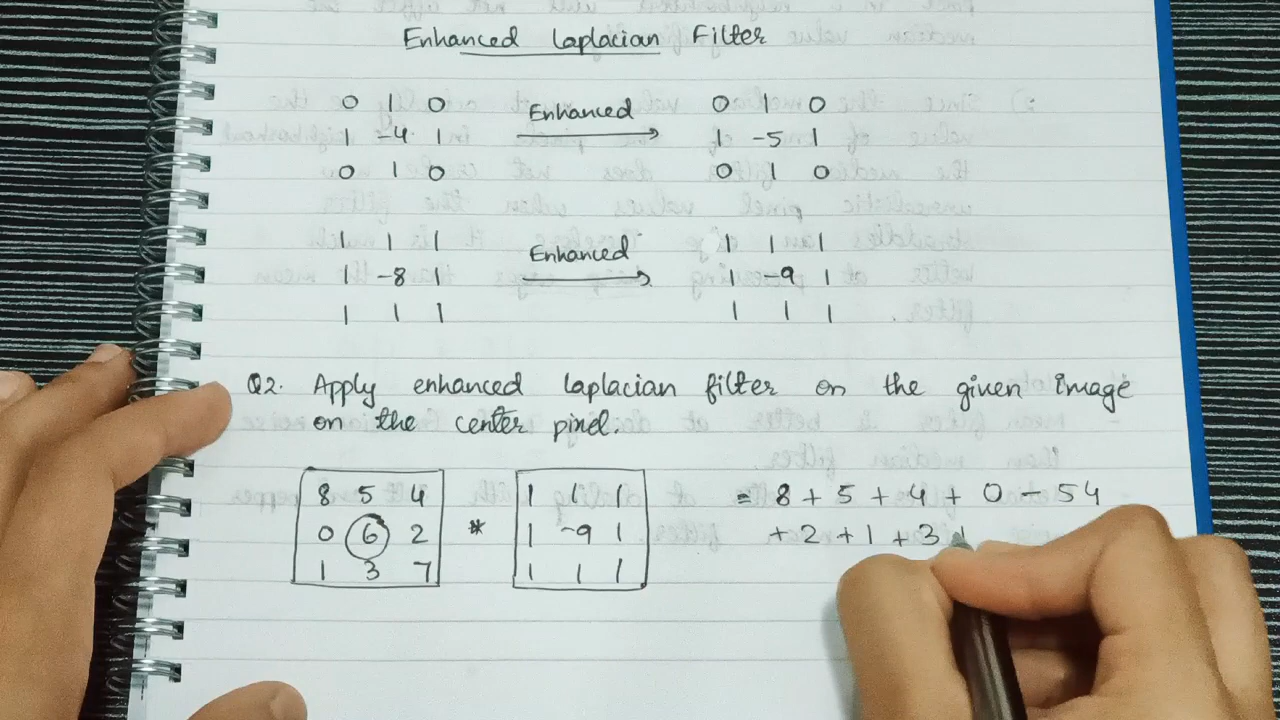 Enhanced Laplacian Filter
0 1 0 Enhanced 0 1 0
1 -4 1 1 -5 1
0 1 0 0 1 0
1 1 1 Enhanced 1 1 1
1 -8 1 1 -9 1
1 1 1 1 1 1
Q2. Apply enhanced Laplacian filter on the given image
on the center pixel.
8 5 4 1 1 1 = 8 + 5 + 4 + 0 - 54
0 6 2 * 1 -9 1 + 2 + 1 + 3 +
1 3 7 1 1 1